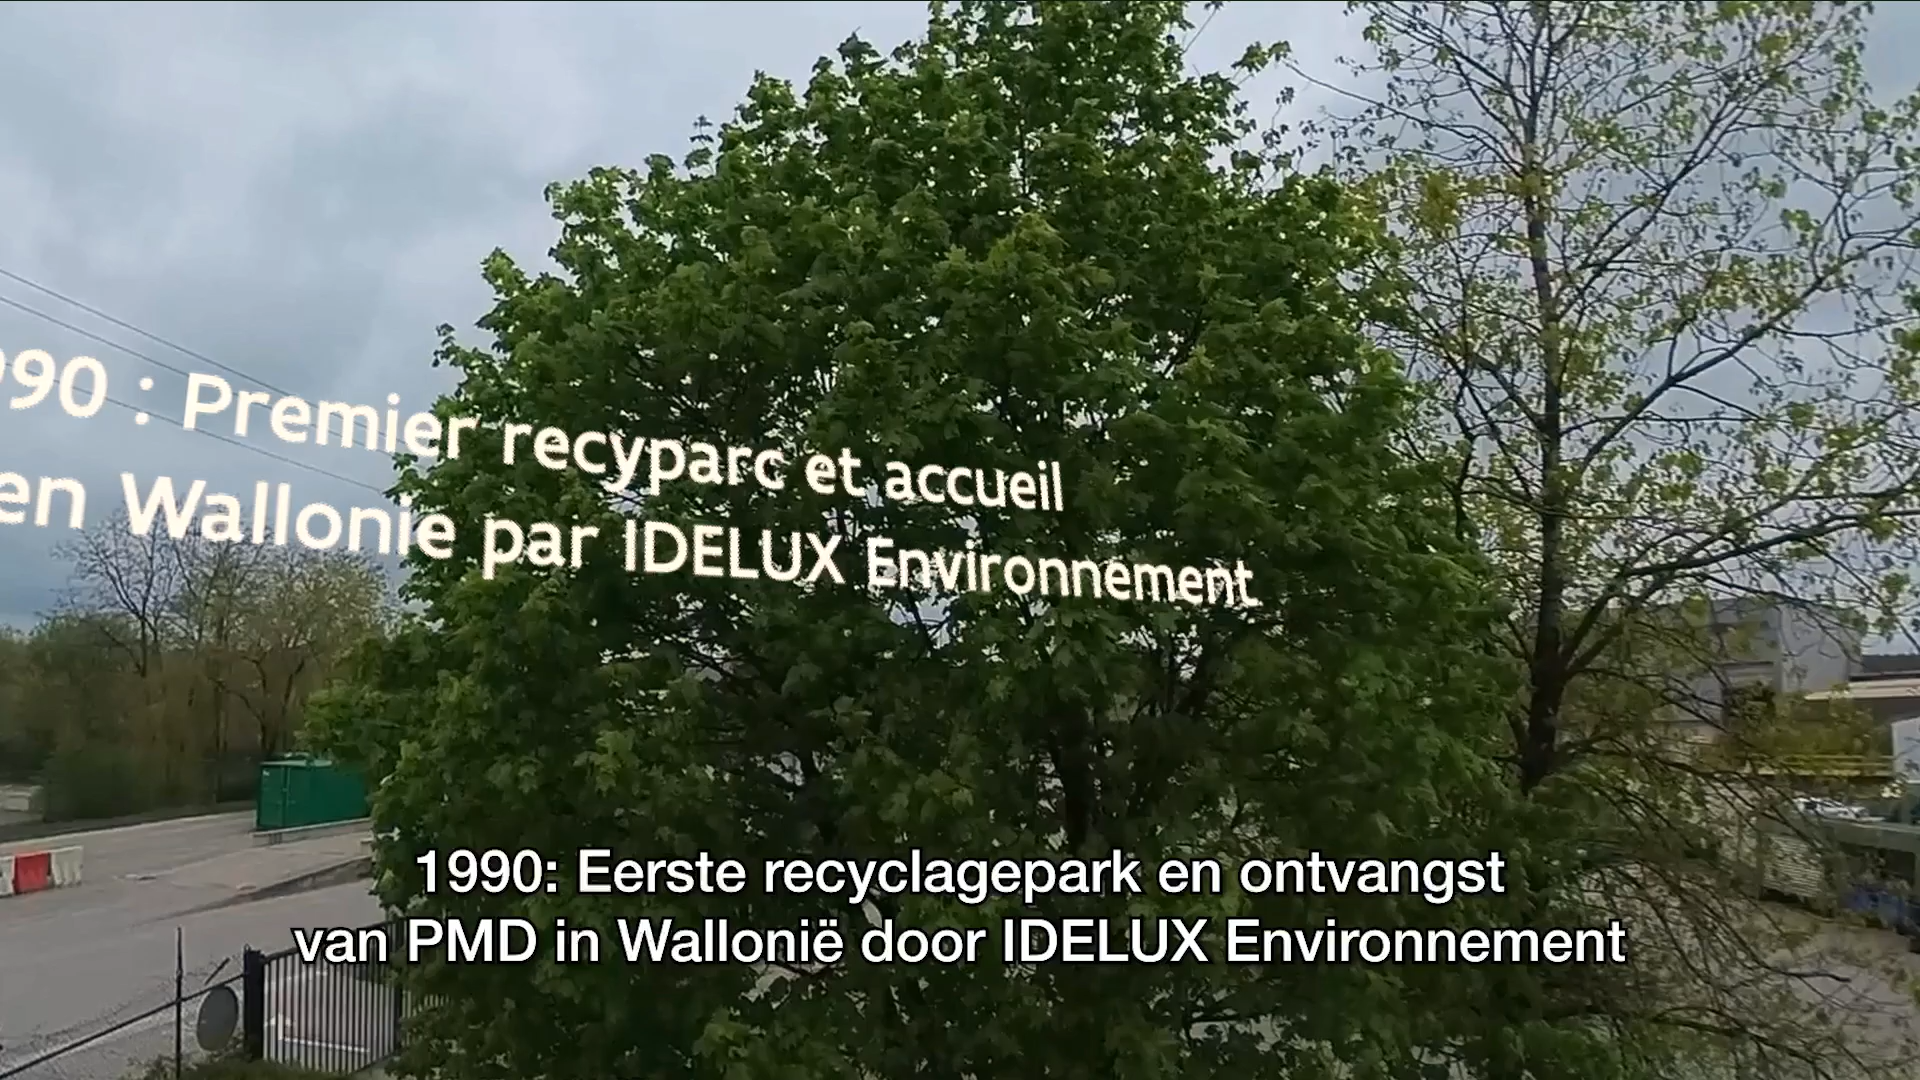 990 : Premier recyparc et accueil
en Wallonie par IDELUX Environnement
1990: Eerste recyclagepark en ontvangst
van PMD in Wallonië door IDELUX Environnement